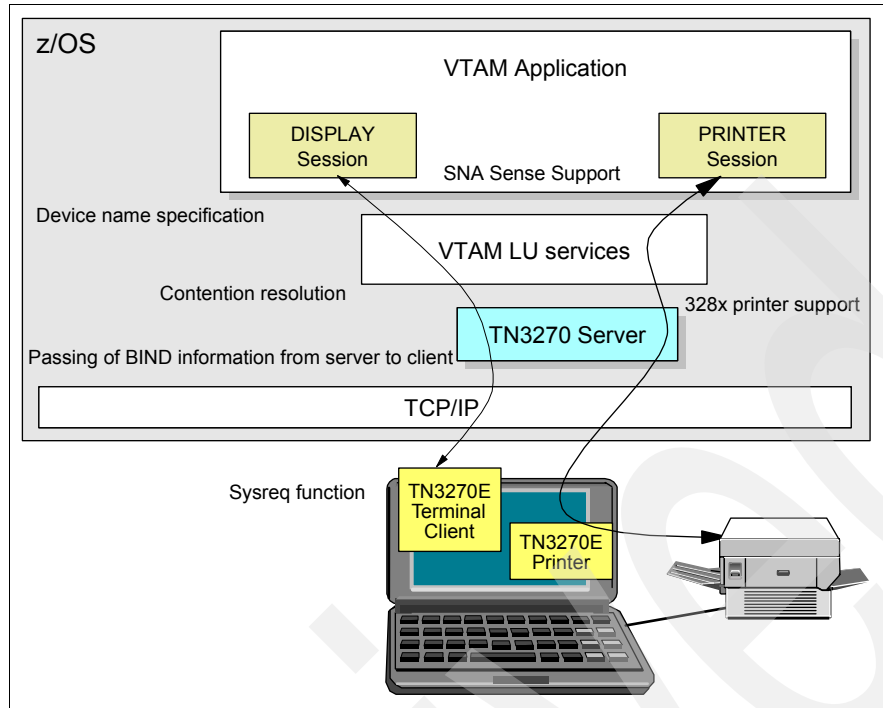 z/OS
VTAM Application
DISPLAY
Session
PRINTER
Session
SNA Sense Support
Device name specification
VTAM LU services
Contention resolution
328x printer support
TN3270 Server
Passing of BIND information from server to client
TCP/IP
Sysreq function
TN3270E
Terminal
Client
TN3270E
Printer